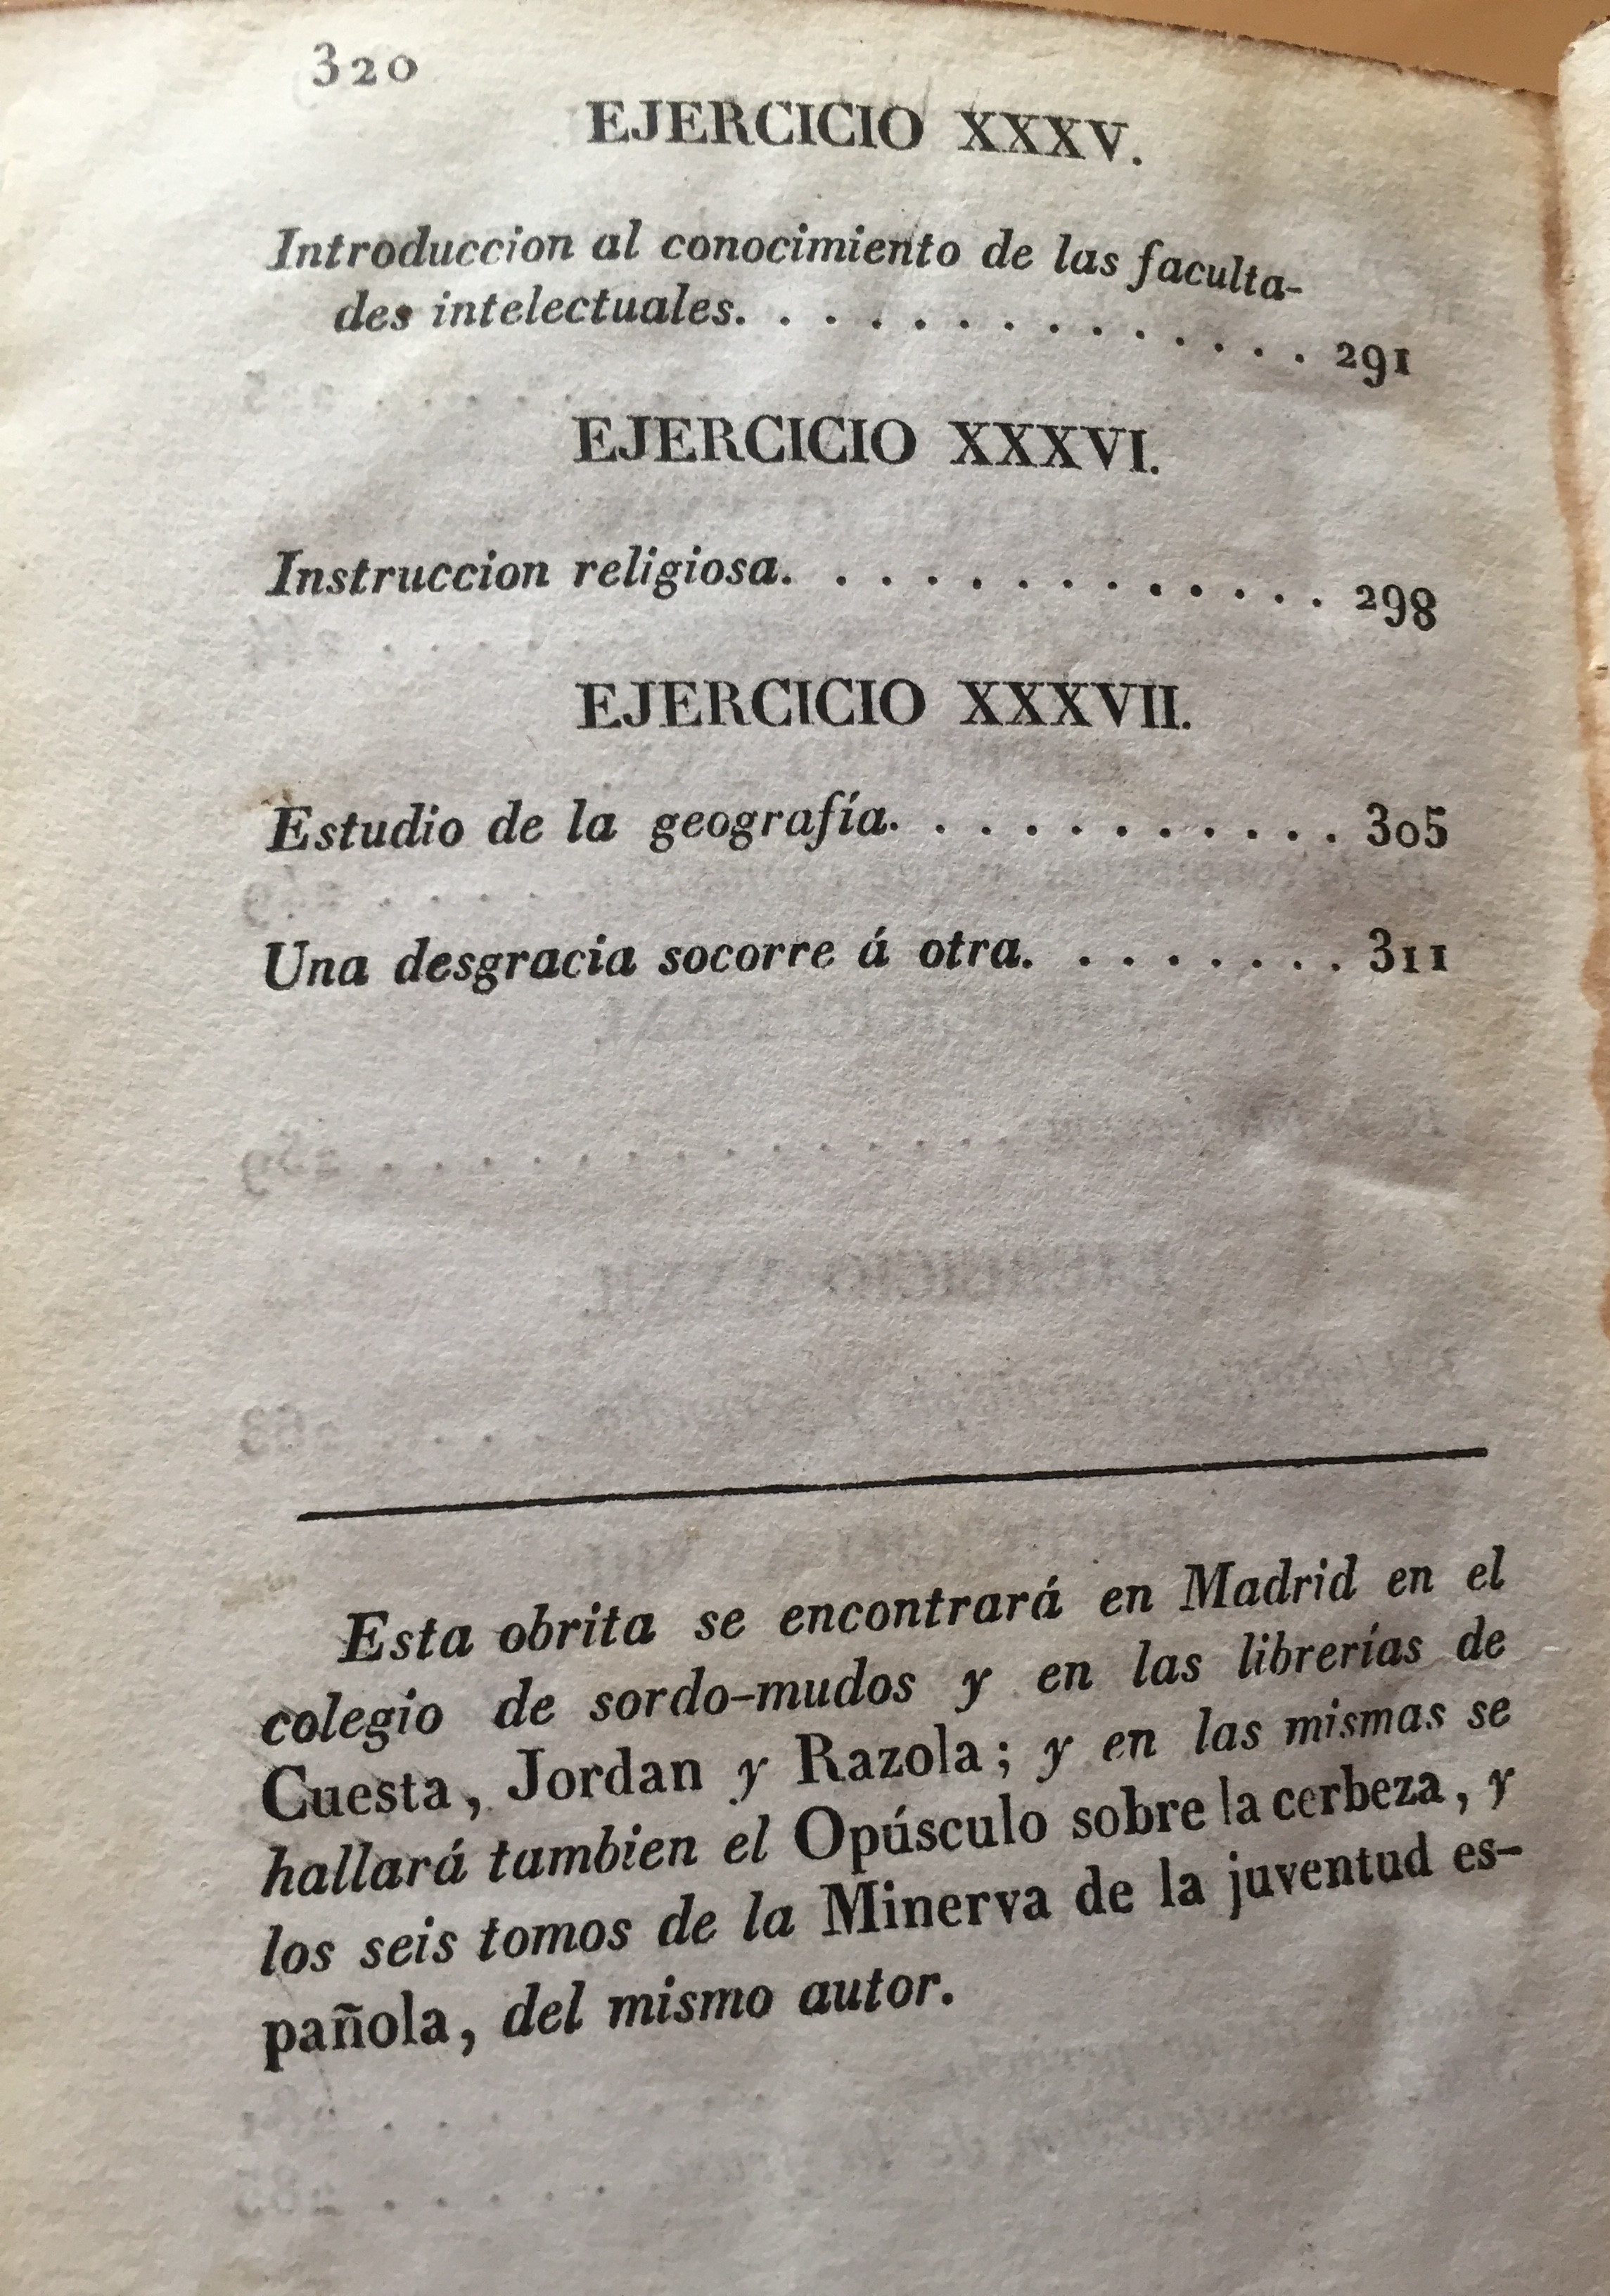 320
EJERCICIO XXXV.
Introduccion al conocimiento de las faculta-
des intelectuales. . . . . . . . . . . . . . 291
EJERCICIO XXXVI.
Instruccion religiosa. . . . . . . . . . . . . 298
EJERCICIO XXXVII.
Estudio de la geografía. . . . . . . . . . . 305
Una desgracia socorre á otra. . . . . . . . 311
Esta obrita se encontrará en Madrid en el
colegio de sordo-mudos y en las librerías de
Cuesta, Jordan y Razola; y en las mismas se
hallará tambien el Opúsculo sobre la cerbeza, y
los seis tomos de la Minerva de la juventud es-
pañola, del mismo autor.